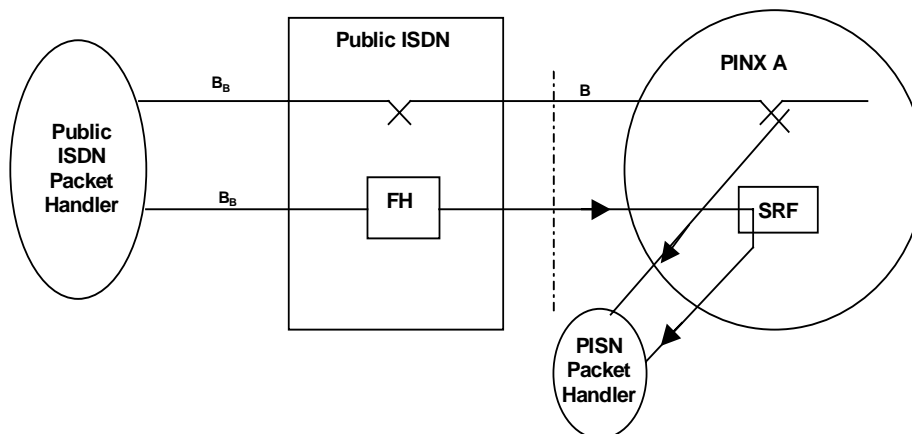 Public ISDN
PINX A
B_B
B
Public
ISDN
Packet
Handler
B_B
FH
SRF
PISN
Packet
Handler